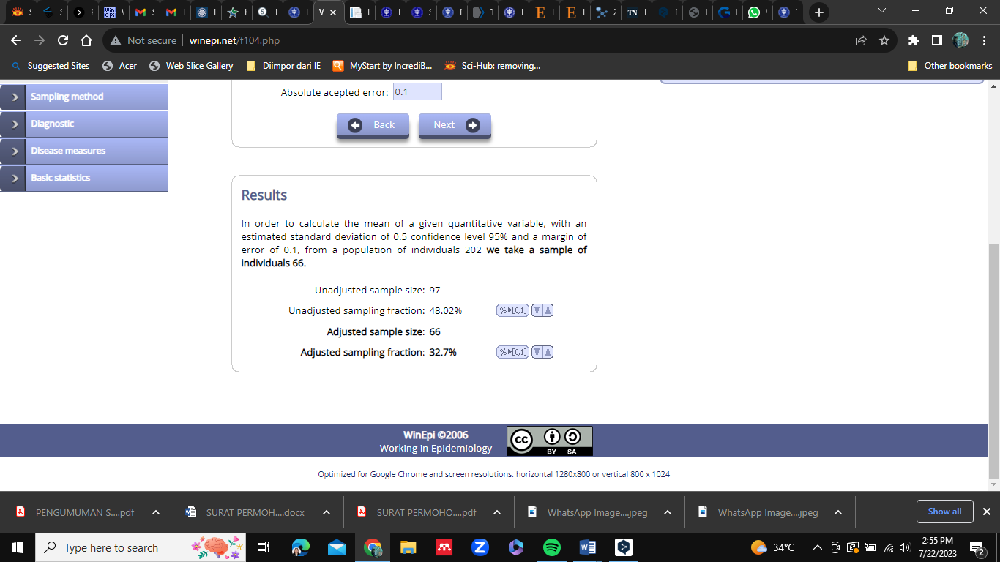 Not secure | winepi.net/f104.php
Suggested Sites
Acer
Web Slice Gallery
Diimpor dari IE
MyStart by IncrediB...
Sci-Hub: removing...
Other bookmarks
Sampling method
Diagnostic
Disease measures
Basic statistics
Absolute acepted error: 0.1
Back
Next
Results
In order to calculate the mean of a given quantitative variable, with an
estimated standard deviation of 0.5 confidence level 95% and a margin of
error of 0.1, from a population of individuals 202 we take a sample of
individuals 66.
Unadjusted sample size: 97
Unadjusted sampling fraction: 48.02%
%▸[0,1]
Adjusted sample size: 66
Adjusted sampling fraction: 32.7%
%▸[0,1]
WinEpi ©2006
Working in Epidemiology
cc
BY SA
Optimized for Google Chrome and screen resolutions: horizontal 1280x800 or vertical 800 x 1024
PENGUMUMAN S....pdf
SURAT PERMOH....docx
SURAT PERMOHO....pdf
WhatsApp Image....jpeg
WhatsApp Image....jpeg
Show all
Type here to search
34°C
2:55 PM
7/22/2023
2